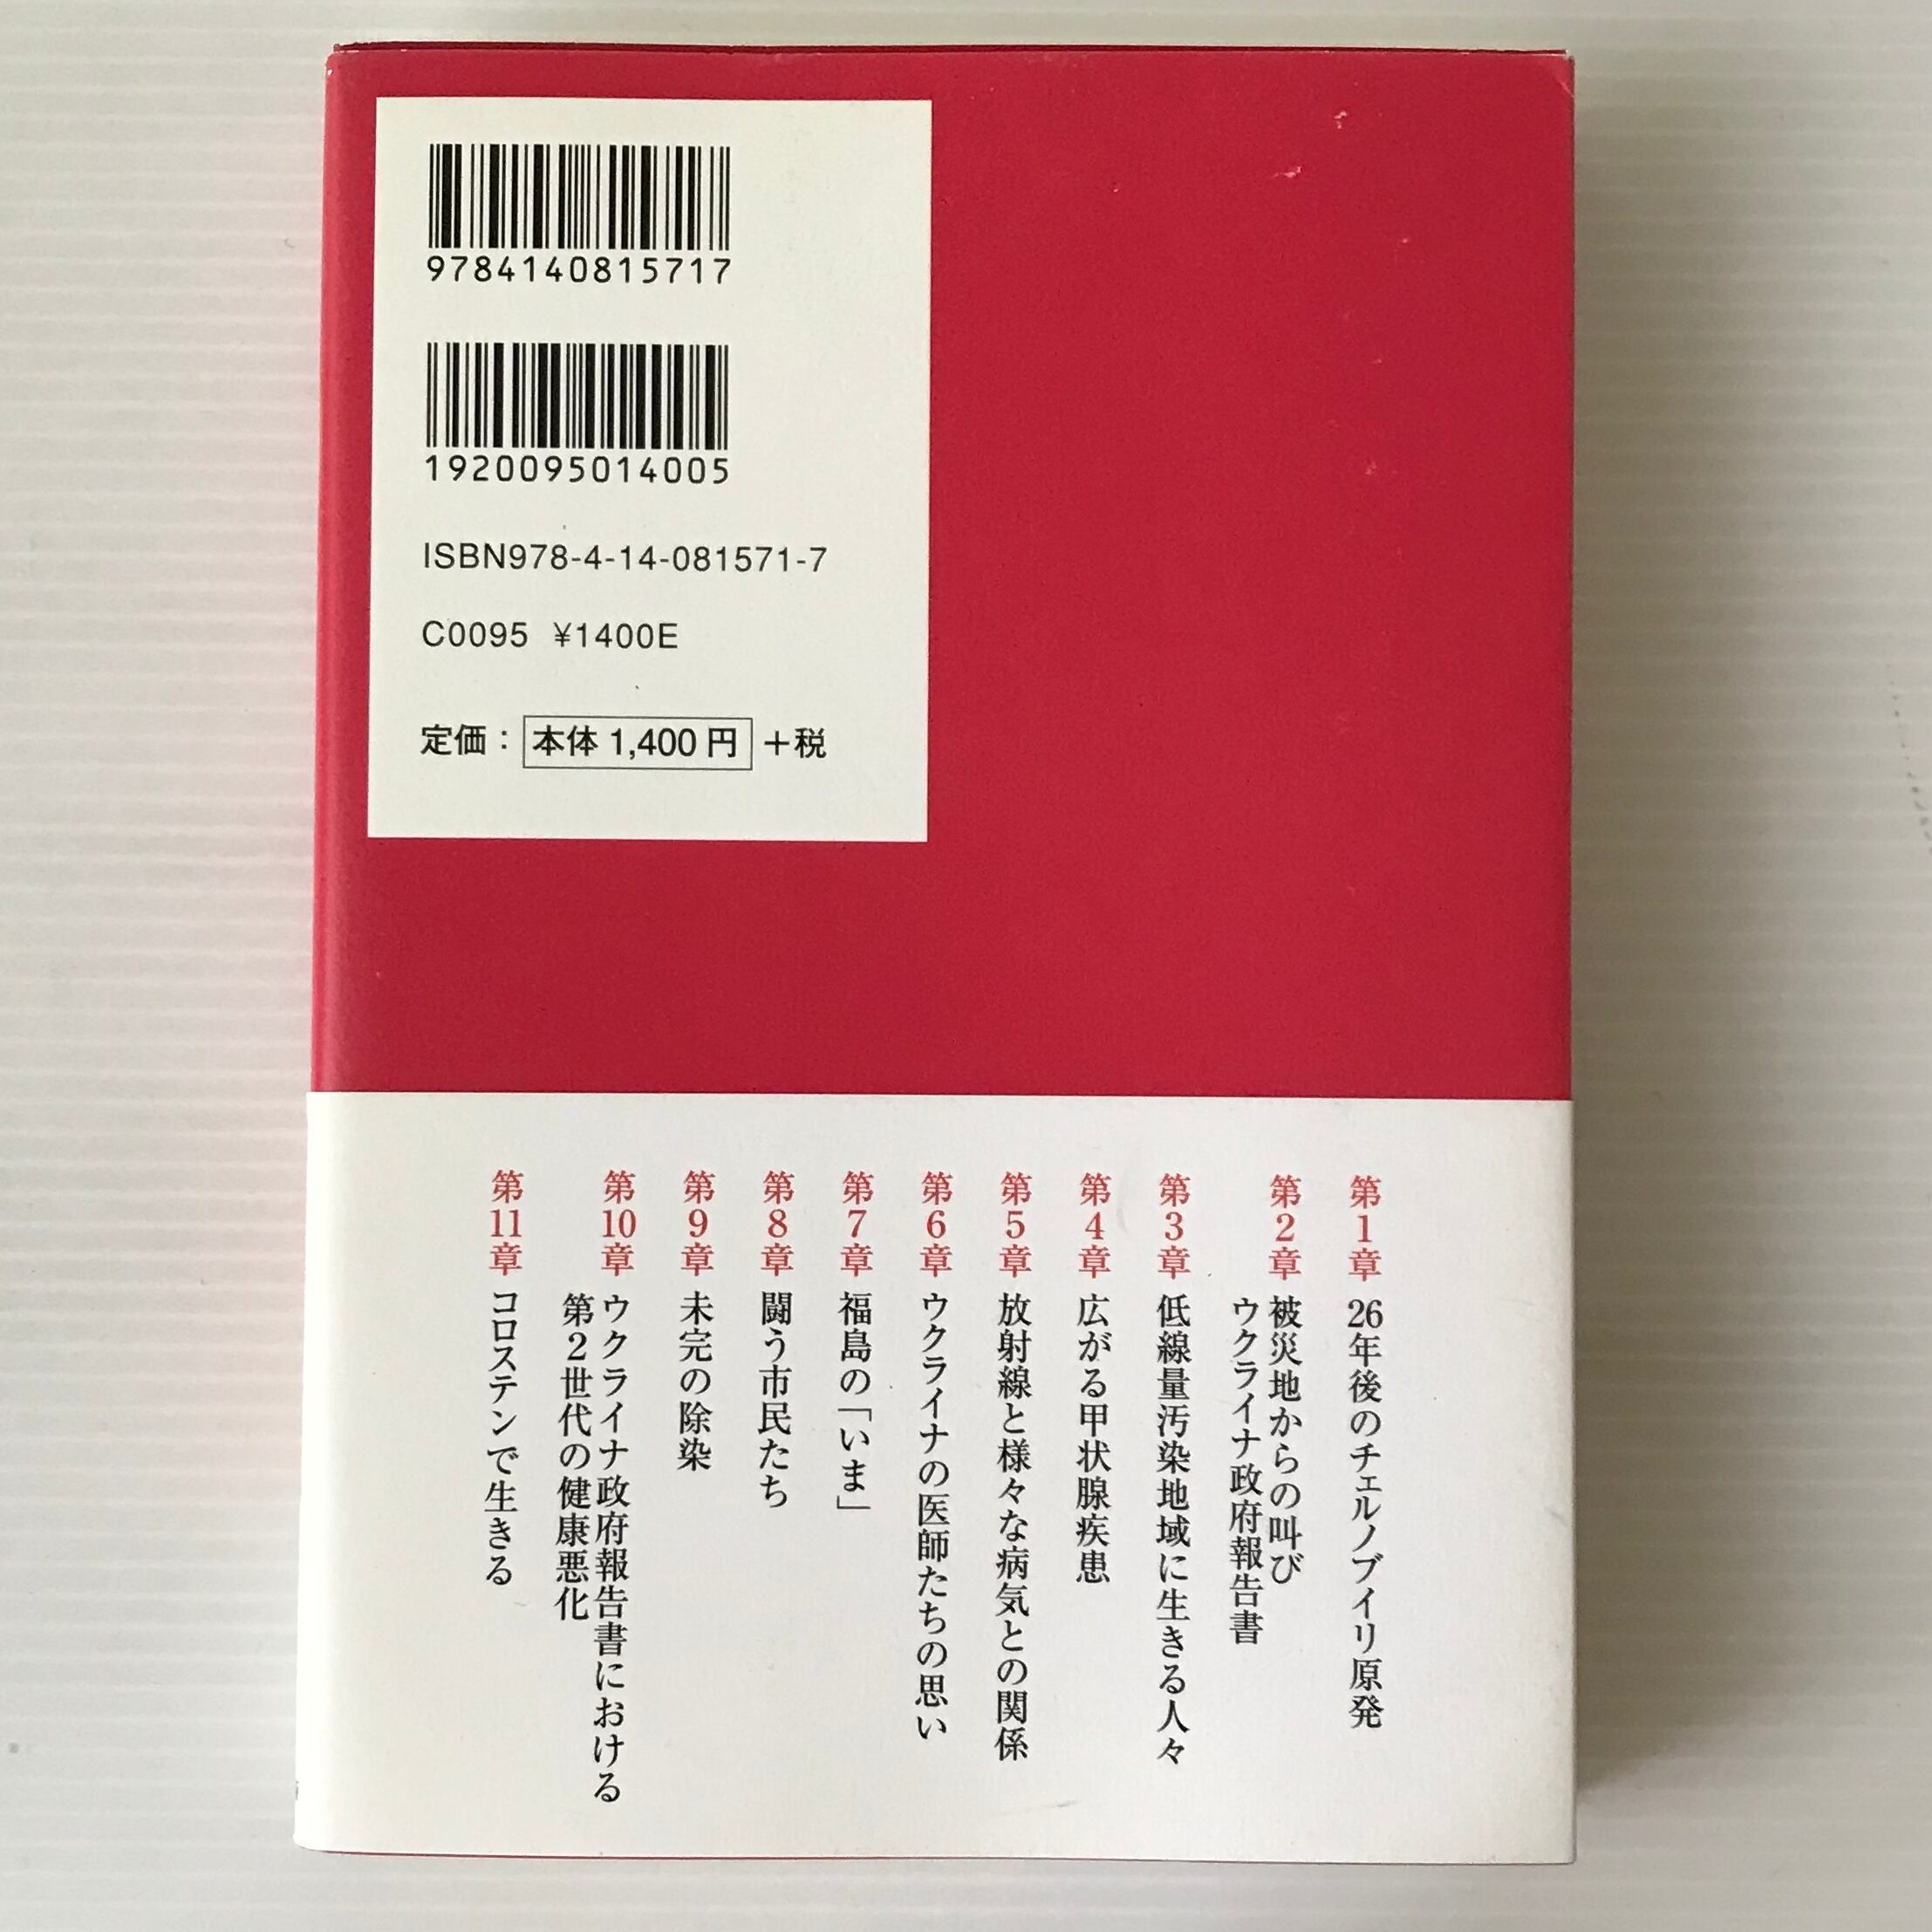 9784140815717
1920095014005
ISBN978-4-14-081571-7
C0095 ¥1400E
定価：本体 1,400 円＋税
第1章 26年後のチェルノブイリ原発
第2章 被災地からの叫び
ウクライナ政府報告書
第3章 低線量汚染地域に生きる人々
第4章 広がる甲状腺疾患
第5章 放射線と様々な病気との関係
第6章 ウクライナの医師たちの思い
第7章 福島の「いま」
第8章 闘う市民たち
第9章 未完の除染
第10章 ウクライナ政府報告書における
第2世代の健康悪化
第11章 コロステンで生きる